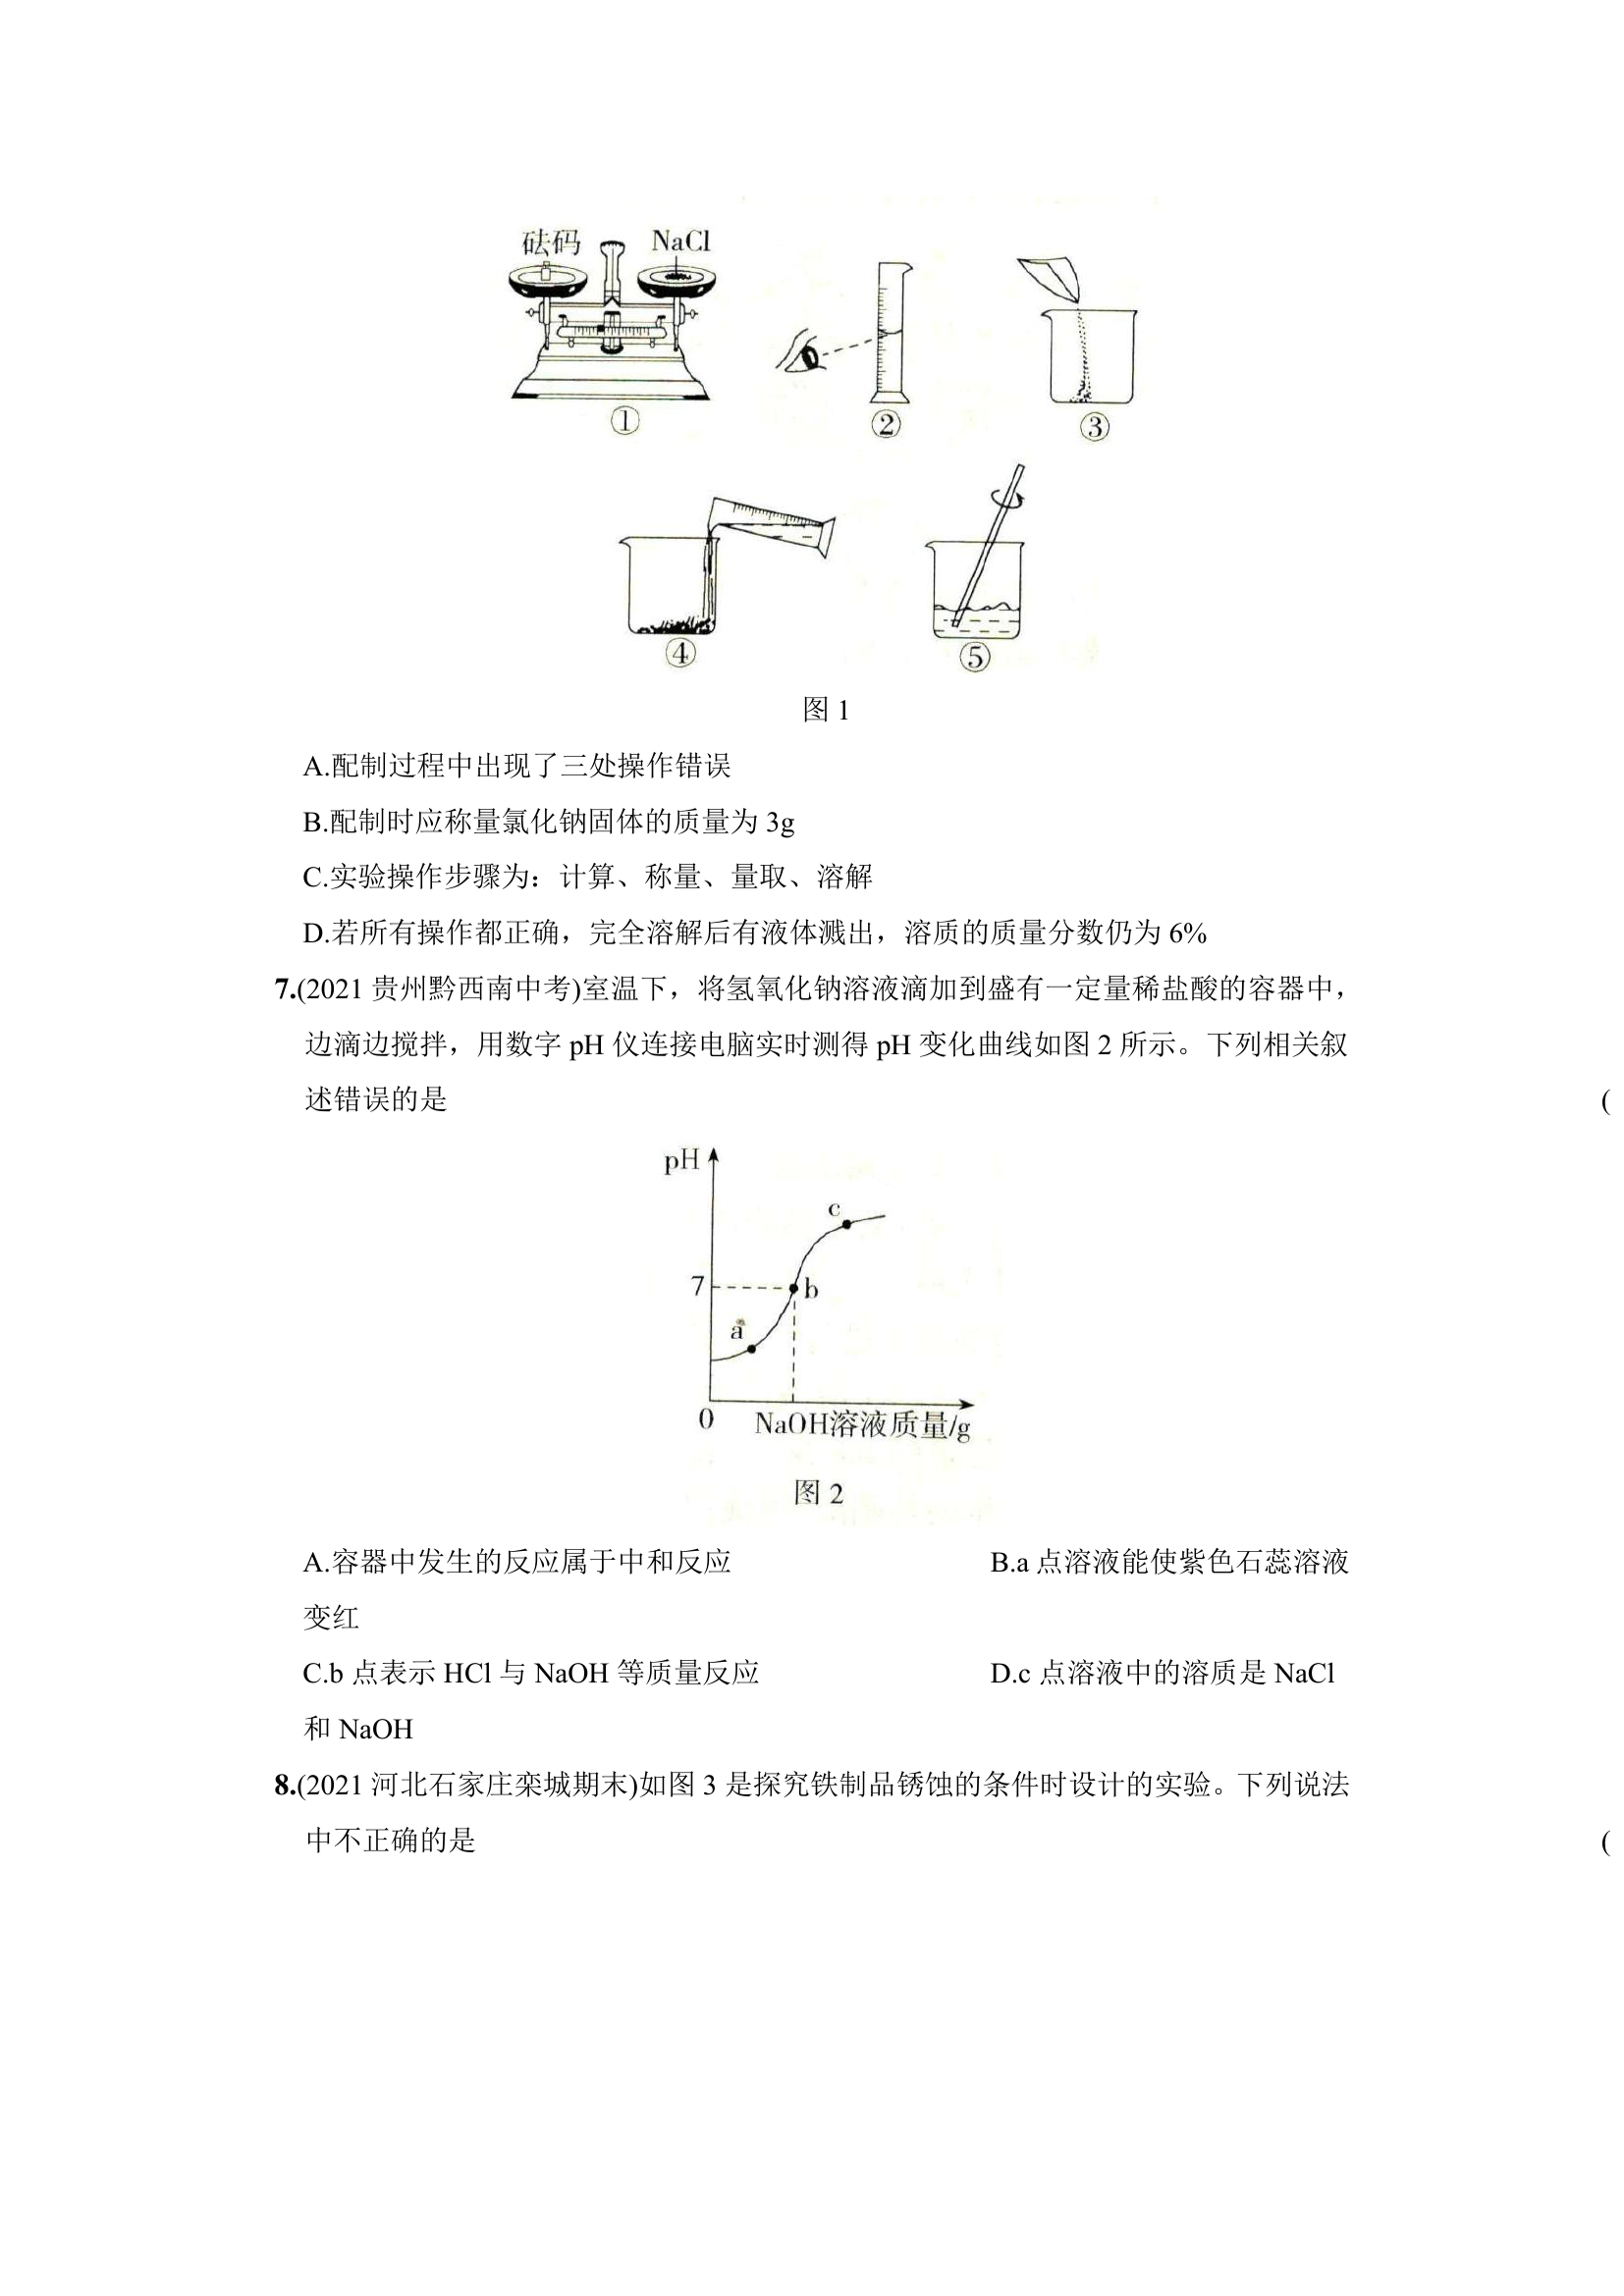 砝码 NaCl
① ② ③
④ ⑤
图 1
A.配制过程中出现了三处操作错误
B.配制时应称量氯化钠固体的质量为 3g
C.实验操作步骤为：计算、称量、量取、溶解
D.若所有操作都正确，完全溶解后有液体溅出，溶质的质量分数仍为 6%
7.(2021 贵州黔西南中考)室温下，将氢氧化钠溶液滴加到盛有一定量稀盐酸的容器中，
边滴边搅拌，用数字 pH 仪连接电脑实时测得 pH 变化曲线如图 2 所示。下列相关叙
述错误的是 (
pH
c
7 b
a
0 NaOH溶液质量/g
图 2
A.容器中发生的反应属于中和反应 B.a 点溶液能使紫色石蕊溶液
变红
C.b 点表示 HCl 与 NaOH 等质量反应 D.c 点溶液中的溶质是 NaCl
和 NaOH
8.(2021 河北石家庄栾城期末)如图 3 是探究铁制品锈蚀的条件时设计的实验。下列说法
中不正确的是 (